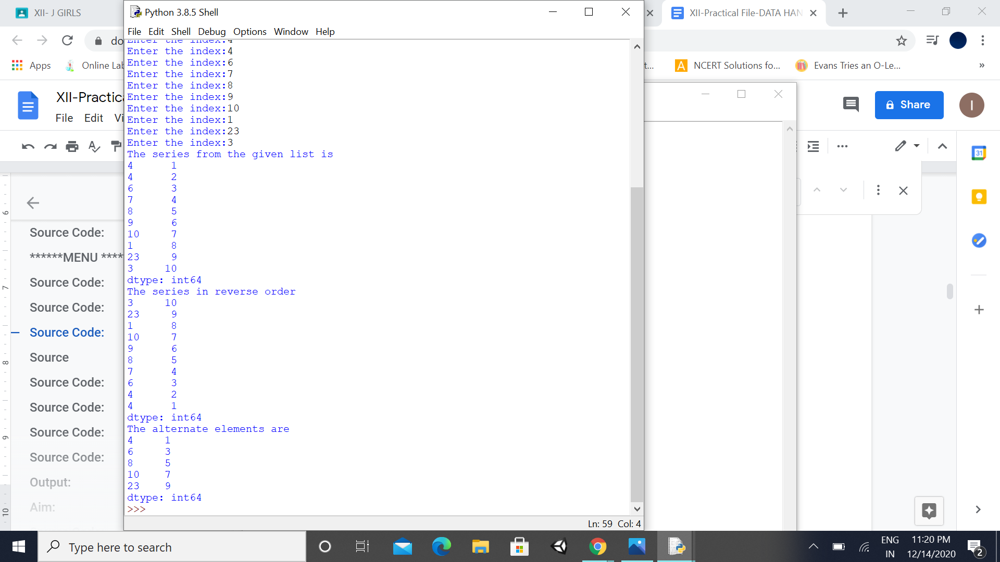 XII- J GIRLS
Python 3.8.5 Shell
XII-Practical File-DATA HAN
File Edit Shell Debug Options Window Help
do
Apps
Online Lab
t...
NCERT Solutions fo...
Evans Tries an O-Le...
»
XII-Practica
File Edit Vi
Share
I
31
Enter the index:4
Enter the index:4
Enter the index:6
Enter the index:7
Enter the index:8
Enter the index:9
Enter the index:10
Enter the index:1
Enter the index:23
Enter the index:3
The series from the given list is
4 1
4 2
6 3
7 4
8 5
9 6
10 7
1 8
23 9
3 10
dtype: int64
The series in reverse order
3 10
23 9
1 8
10 7
9 6
8 5
7 4
6 3
4 2
4 1
dtype: int64
The alternate elements are
4 1
6 3
8 5
10 7
23 9
dtype: int64
>>>
Ln: 59 Col: 4
6
7
8
9
10
Source Code:
******MENU *****
Source Code:
Source Code:
Source Code:
Source
Source Code:
Source Code:
Source Code:
Source Code:
Output:
Aim:
Type here to search
ENG
IN
11:20 PM
12/14/2020
2